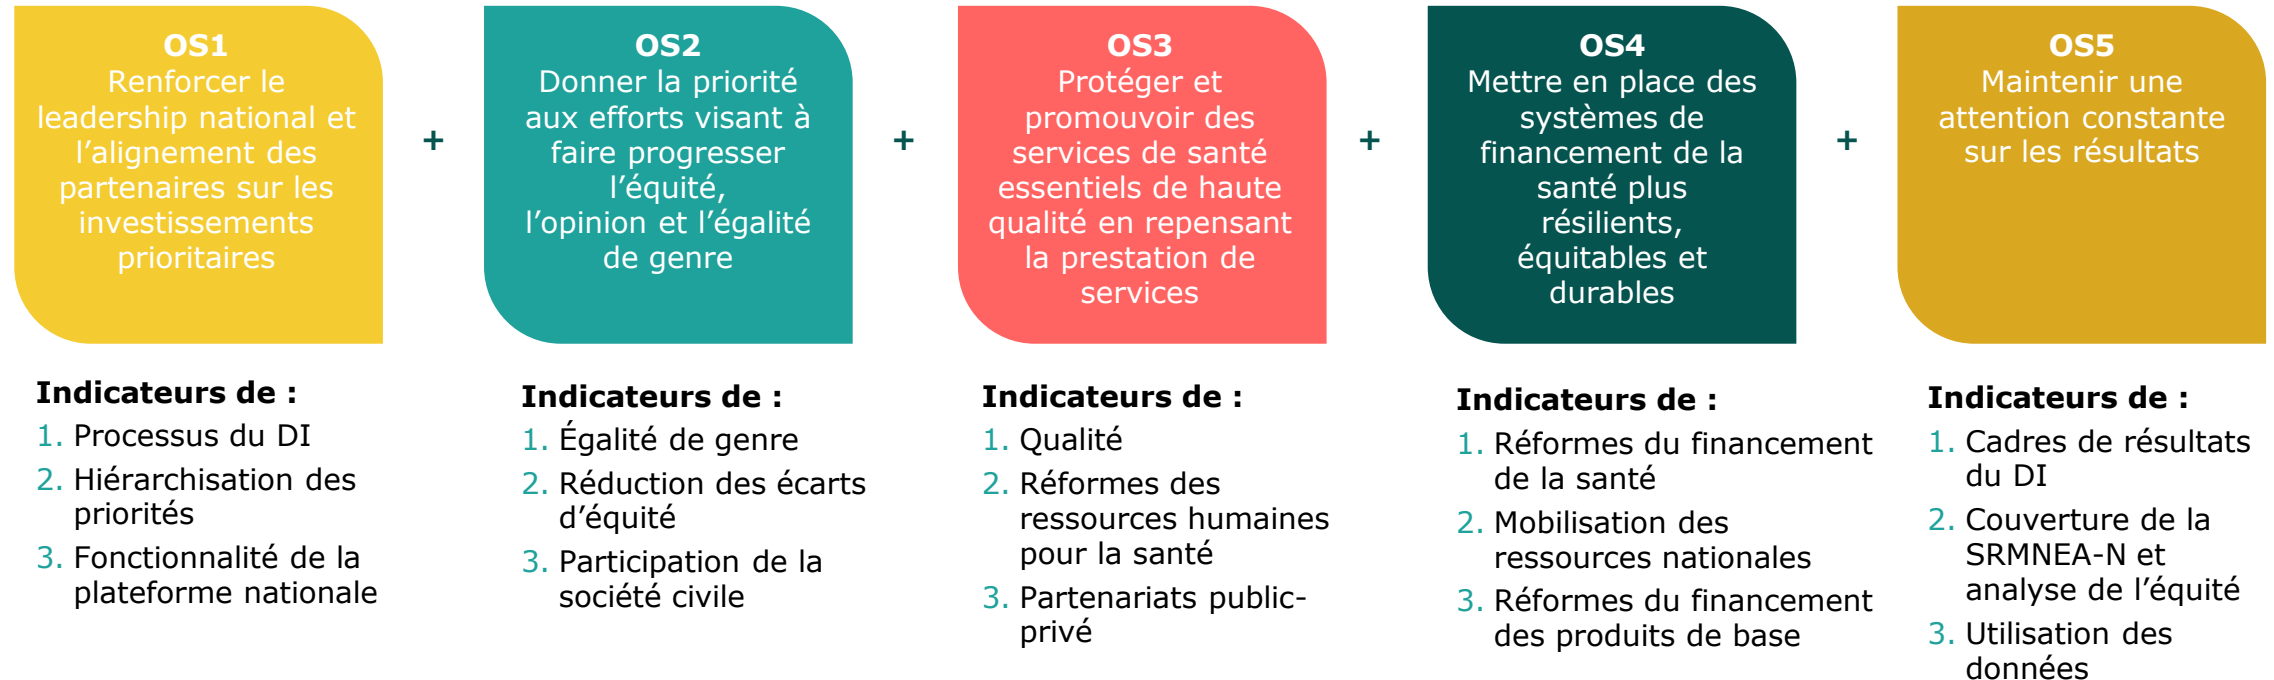 OS1
Renforcer le
leadership national et
l’alignement des
partenaires sur les
investissements
prioritaires
+
OS2
Donner la priorité
aux efforts visant à
faire progresser
l’équité,
l’opinion et l’égalité
de genre
+
OS3
Protéger et
promouvoir des
services de santé
essentiels de haute
qualité en repensant
la prestation de
services
+
OS4
Mettre en place des
systèmes de
financement de la
santé plus
résilients,
équitables et
durables
+
OS5
Maintenir une
attention constante
sur les résultats
Indicateurs de :
1. Processus du DI
2. Hiérarchisation des
priorités
3. Fonctionnalité de la
plateforme nationale
Indicateurs de :
1. Égalité de genre
2. Réduction des écarts
d’équité
3. Participation de la
société civile
Indicateurs de :
1. Qualité
2. Réformes des
ressources humaines
pour la santé
3. Partenariats public-
privé
Indicateurs de :
1. Réformes du financement
de la santé
2. Mobilisation des
ressources nationales
3. Réformes du financement
des produits de base
Indicateurs de :
1. Cadres de résultats
du DI
2. Couverture de la
SRMNEA-N et
analyse de l’équité
3. Utilisation des
données